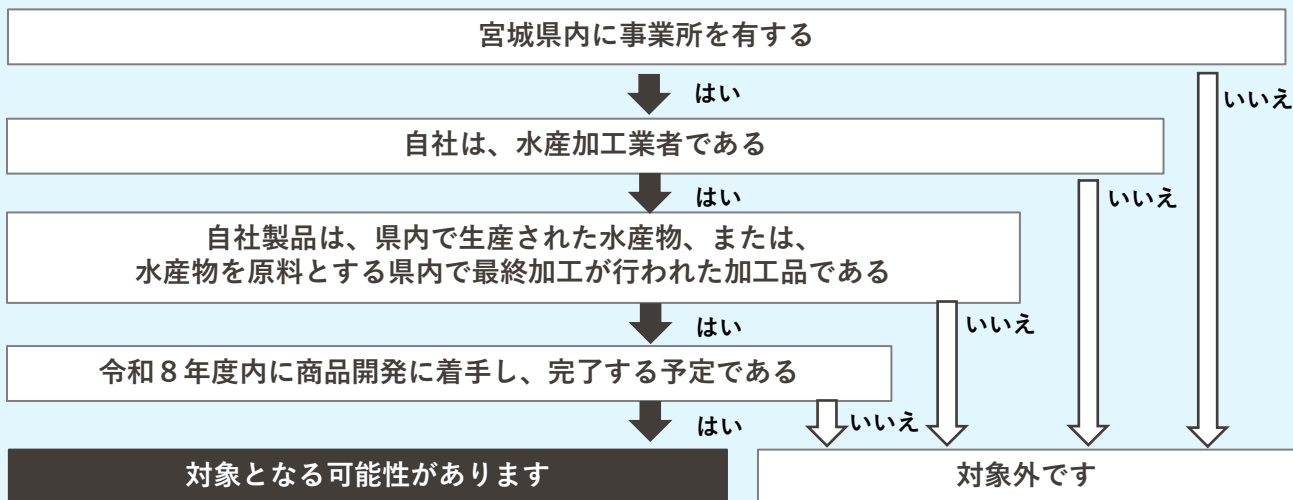 宮城県内に事業所を有する
はい
いいえ
自社は、水産加工業者である
はい
いいえ
自社製品は、県内で生産された水産物、または、
水産物を原料とする県内で最終加工が行われた加工品である
はい
いいえ
令和８年度内に商品開発に着手し、完了する予定である
はい
いいえ
対象となる可能性があります
対象外です